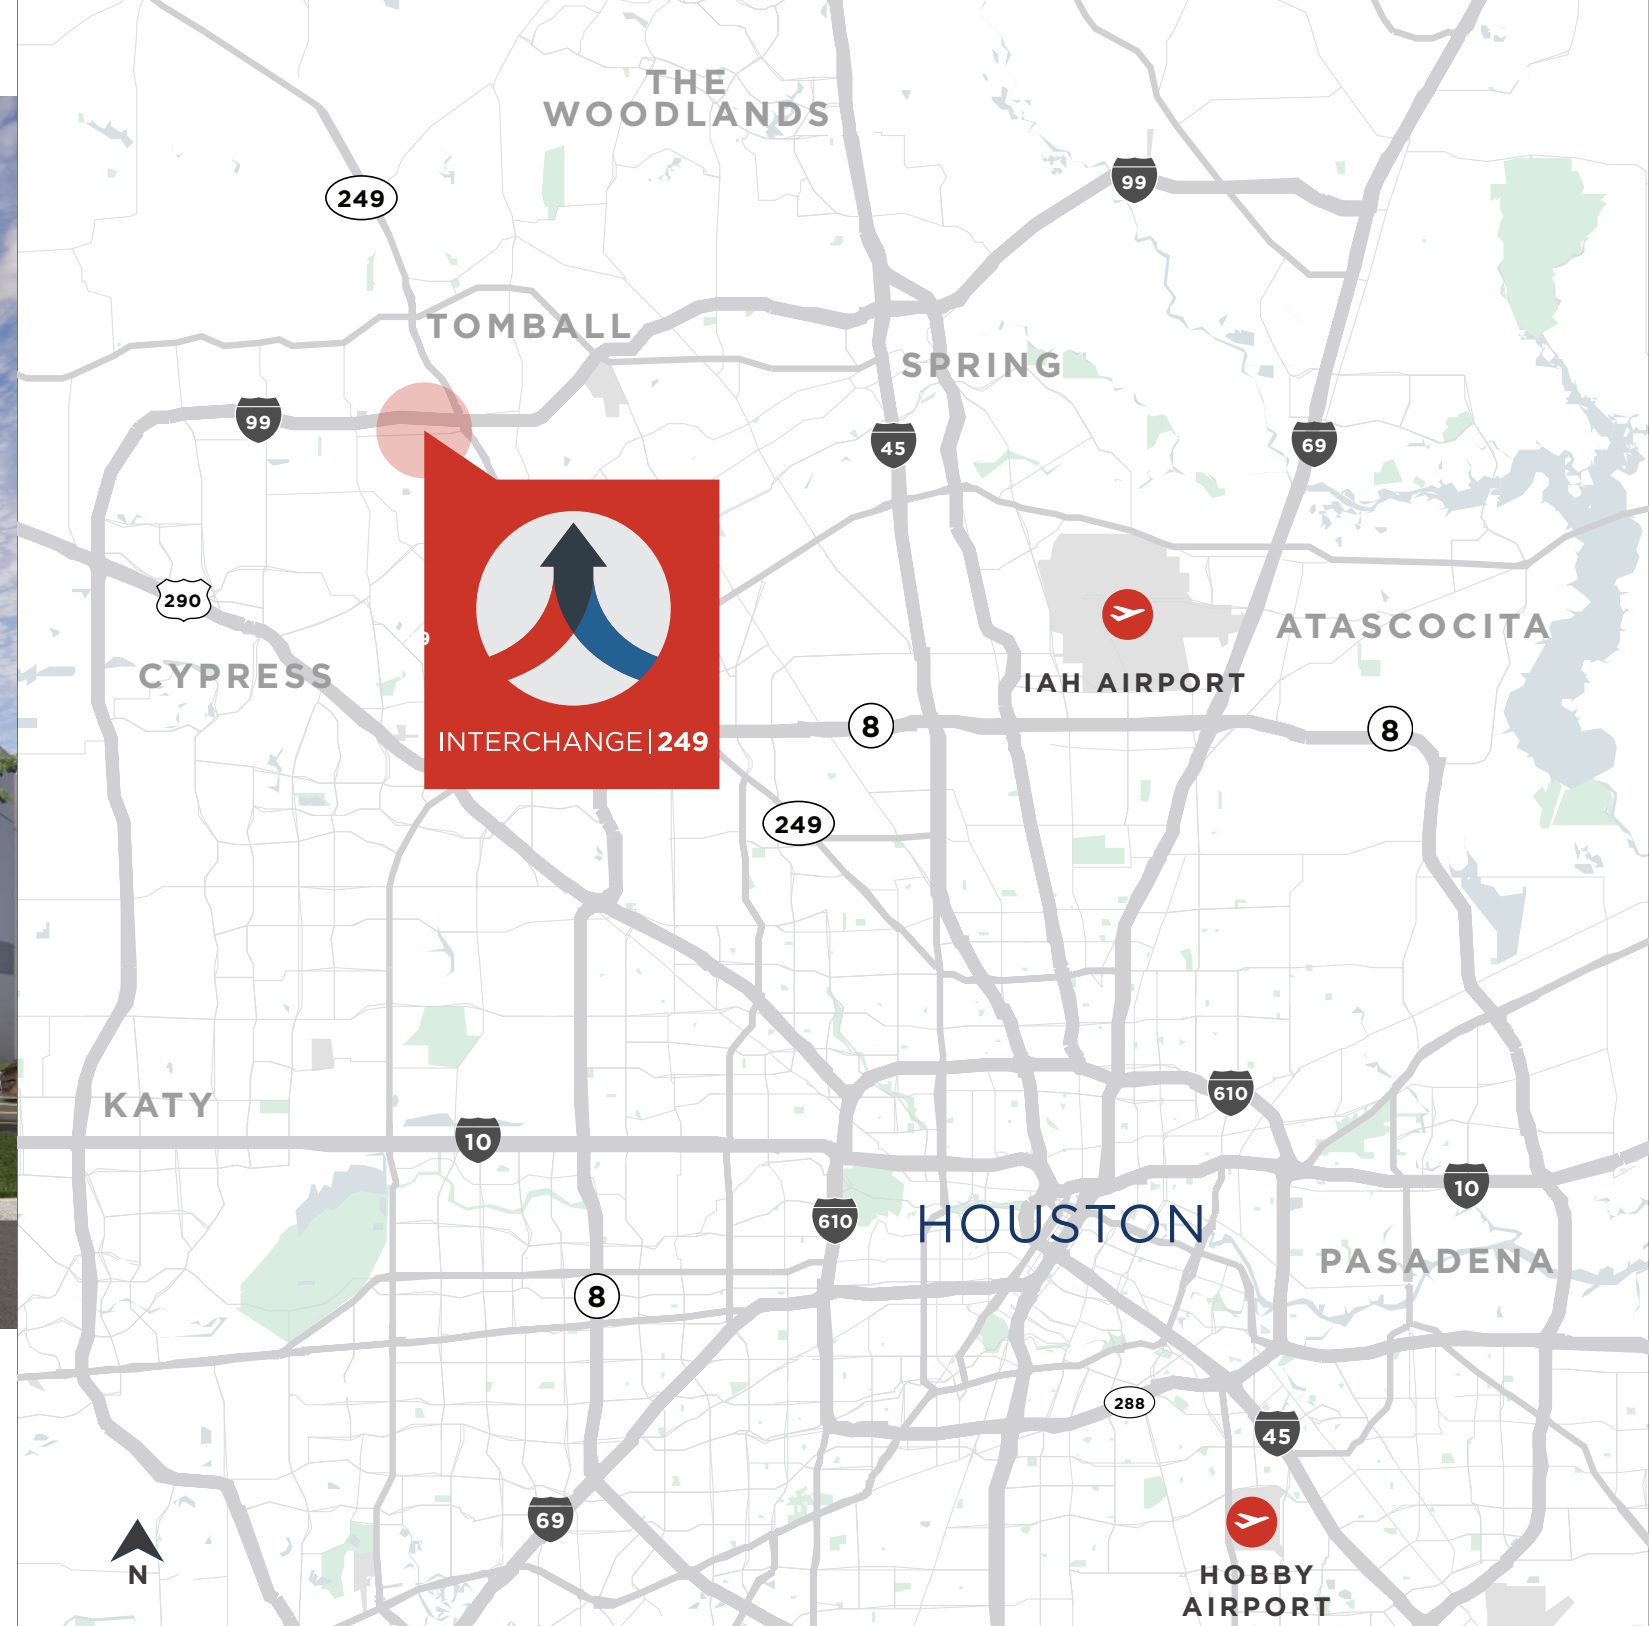 THE
WOODLANDS
99
249
TOMBALL
SPRING
99
45
69
290
ATASCOCITA
CYPRESS
9
IAH AIRPORT
INTERCHANGE|249
8
8
249
610
KATY
10
10
610
HOUSTON
PASADENA
8
288
45
69
N
HOBBY
AIRPORT